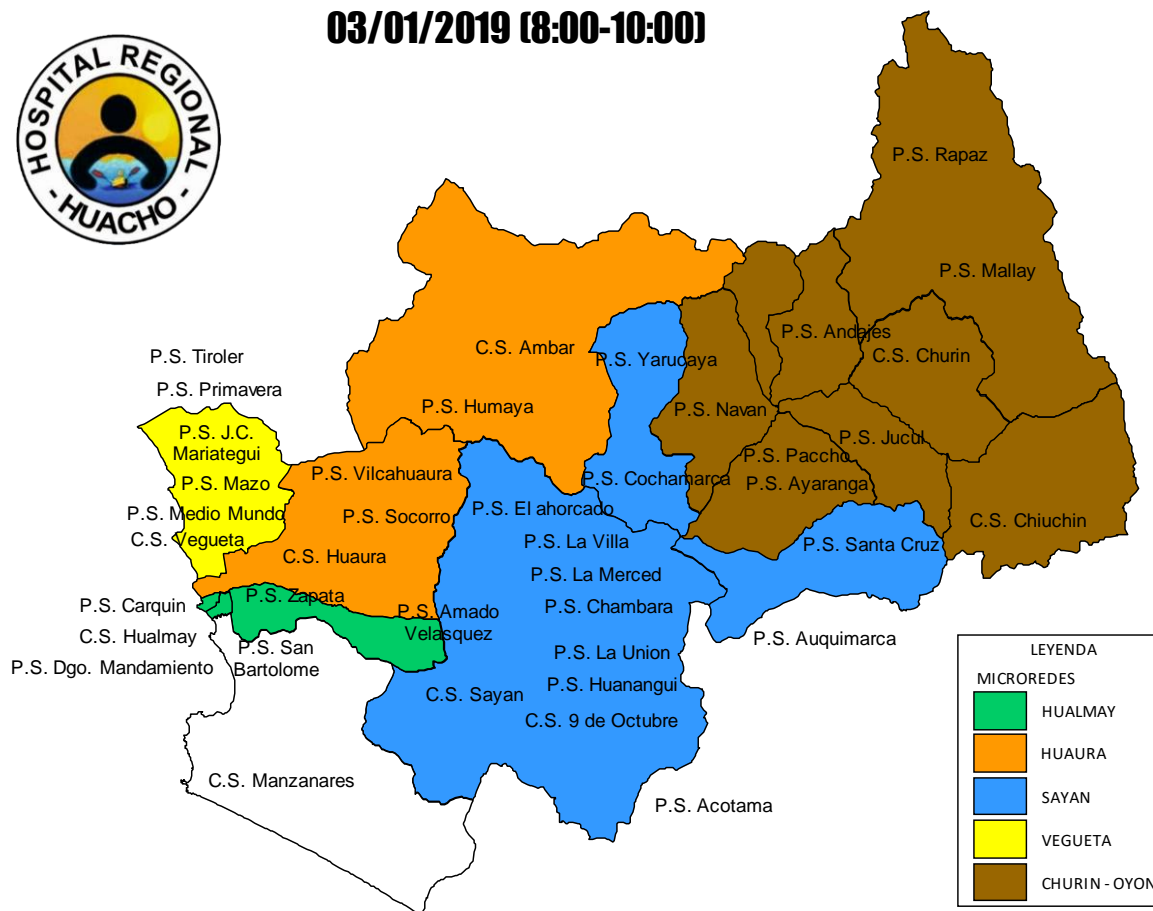 03/01/2019 (8:00-10:00)
HOSPITAL REGIONAL
- HUACHO -
P.S. Rapaz
P.S. Mallay
P.S. Andajes
C.S. Churin
C.S. Ambar
P.S. Yarucaya
P.S. Tiroler
P.S. Primavera
P.S. Humaya
P.S. Navan
P.S. J.C.
Mariategui
P.S. Jucul
P.S. Paccho
P.S. Vilcahuaura
P.S. Mazo
P.S. Cochamarca
P.S. Ayaranga
P.S. Medio Mundo
P.S. Socorro
P.S. El ahorcado
C.S. Chiuchin
C.S. Vegueta
P.S. La Villa
P.S. Santa Cruz
C.S. Huaura
P.S. La Merced
P.S. Zapata
P.S. Carquin
P.S. Amado
Velasquez
P.S. Chambara
C.S. Hualmay
P.S. San
Bartolome
P.S. Auquimarca
P.S. Dgo. Mandamiento
P.S. La Union
C.S. Sayan
P.S. Huanangui
C.S. 9 de Octubre
C.S. Manzanares
P.S. Acotama
LEYENDA
MICROREDES
HUALMAY
HUAURA
SAYAN
VEGUETA
CHURIN - OYON